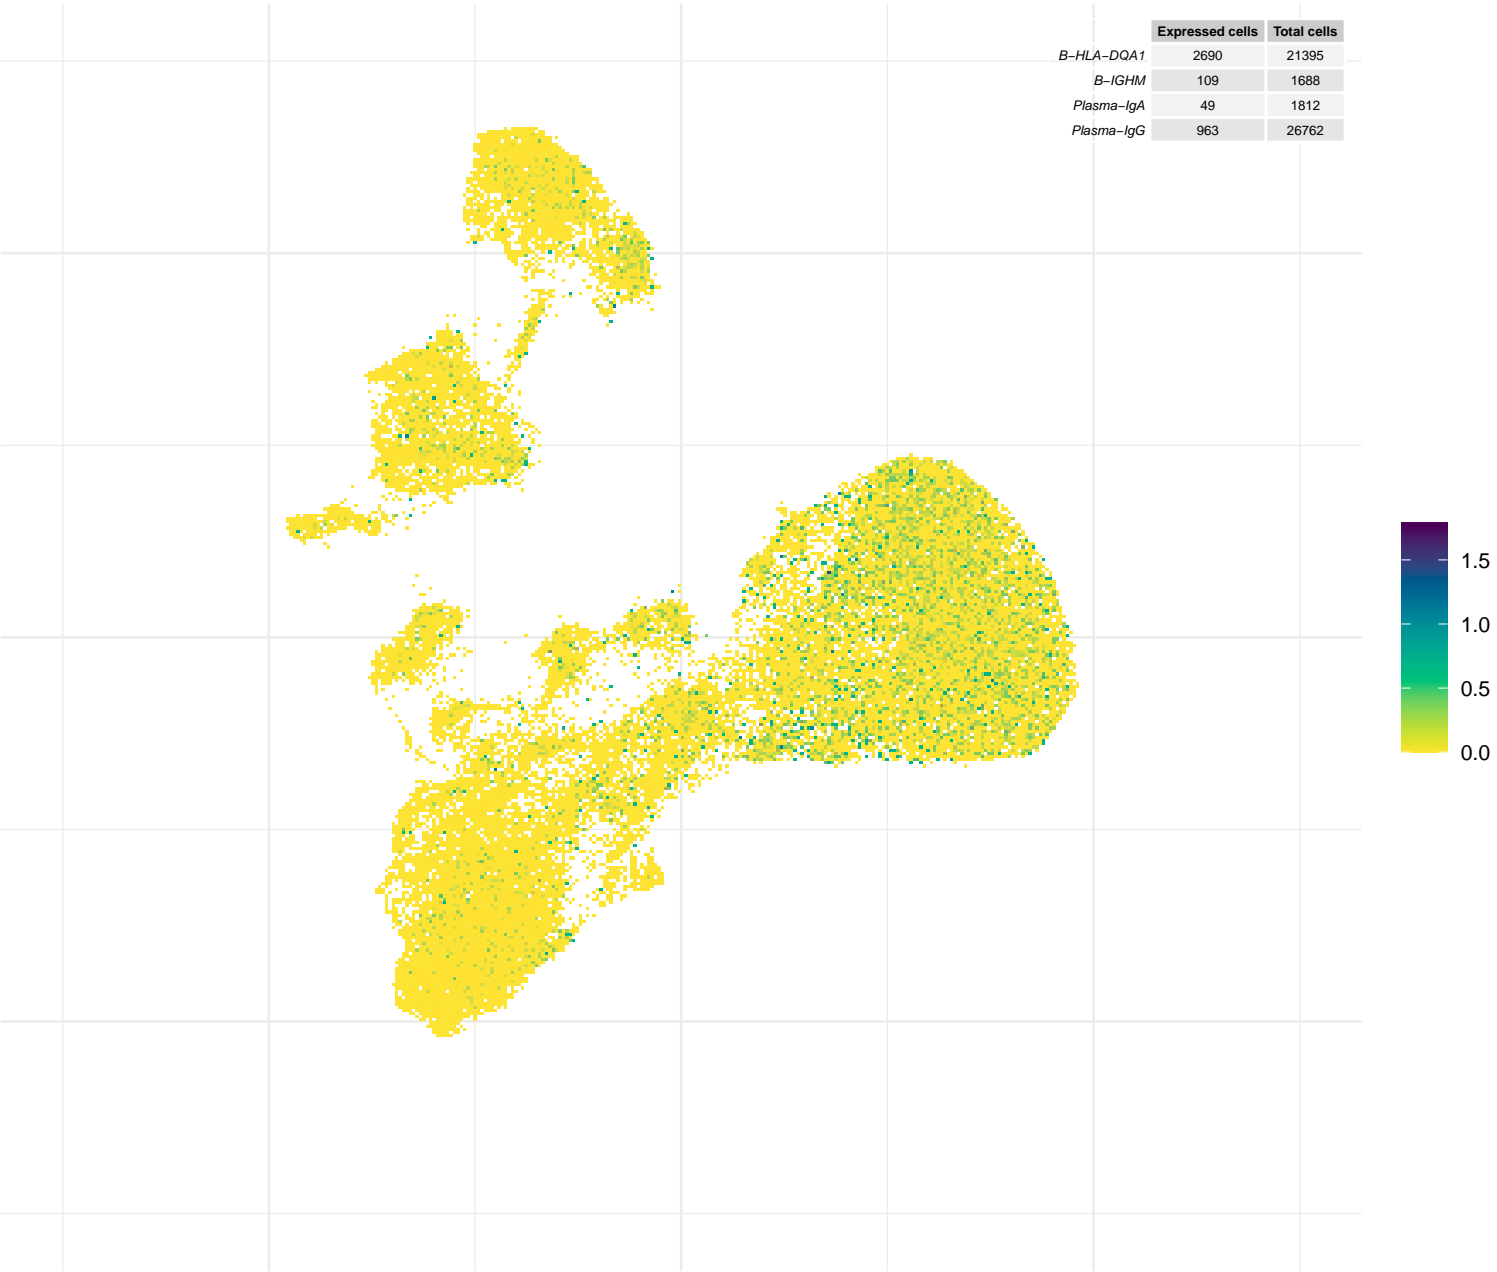 Expressed cells Total cells
B−HLA−DQA1 2690 21395
B−IGHM 109 1688
Plasma−IgA 49 1812
Plasma−IgG 963 26762
1.5
1.0
0.5
0.0